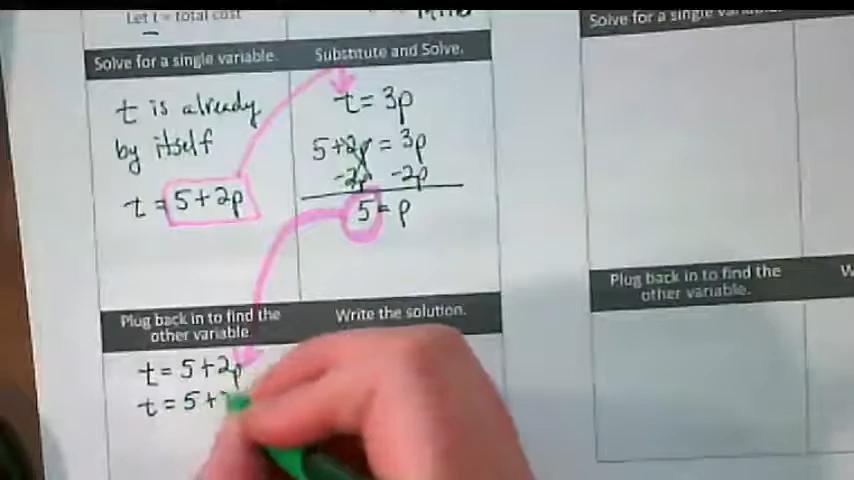 Let t = total cost
Solve for a single variable.
Substitute and Solve.
t is already
by itself
t = 5+2p
t = 3p
5+2p = 3p
-2p -2p
5 = p
Plug back in to find the
other variable.
Write the solution.
t = 5+2p
t = 5+
Solve for a single variable.
Plug back in to find the
other variable.